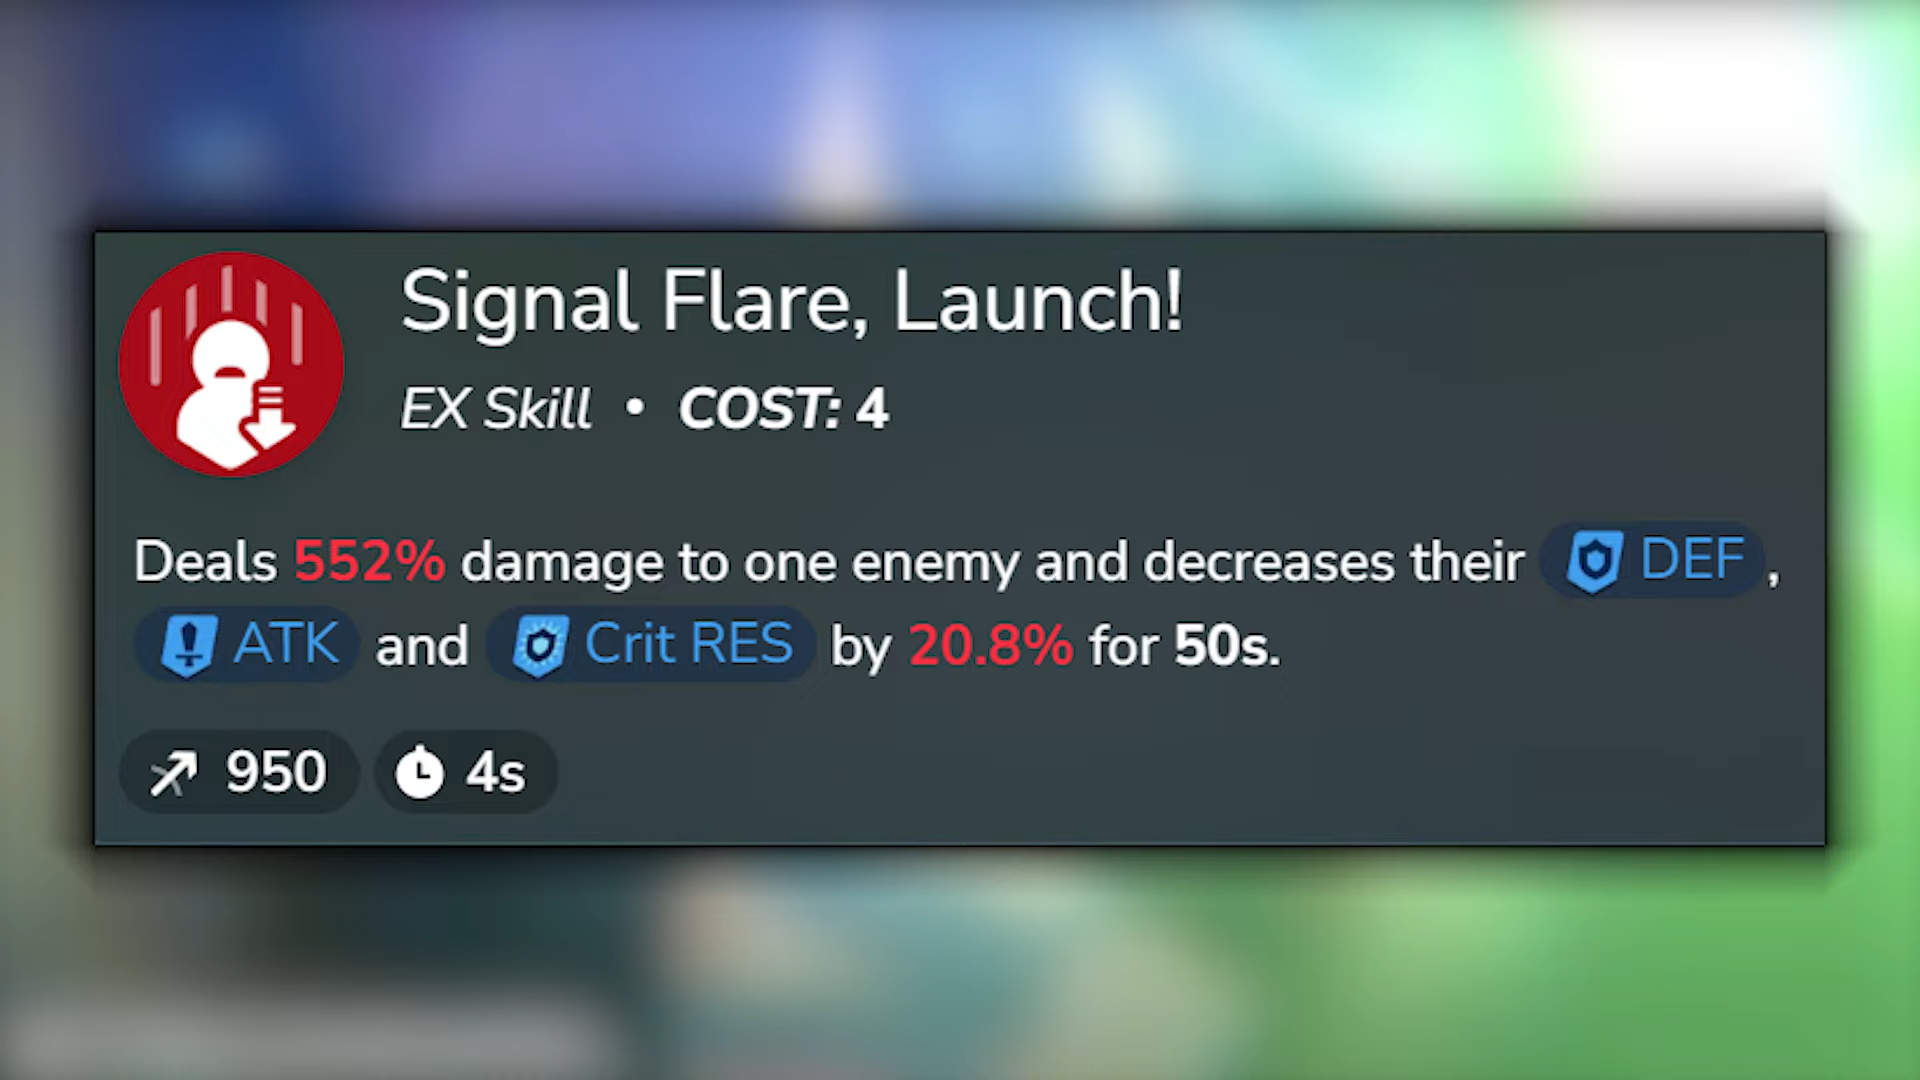 Signal Flare, Launch!
EX Skill • COST: 4
Deals 552% damage to one enemy and decreases their DEF ,
ATK and Crit RES by 20.8% for 50s.
950 4s